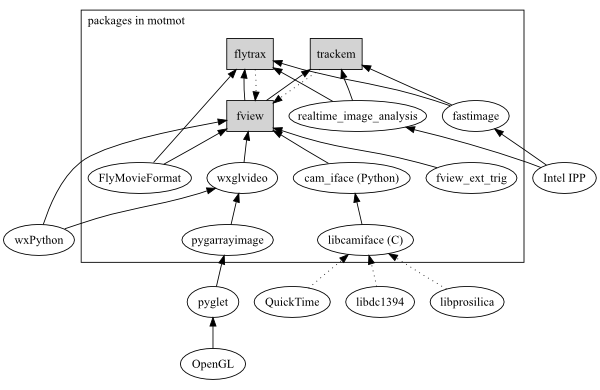 packages in motmot
flytrax
trackem
fview
realtime_image_analysis
fastimage
FlyMovieFormat
wxglvideo
cam_iface (Python)
fview_ext_trig
Intel IPP
wxPython
pygarrayimage
libcamiface (C)
pyglet
QuickTime
libdc1394
libprosilica
OpenGL